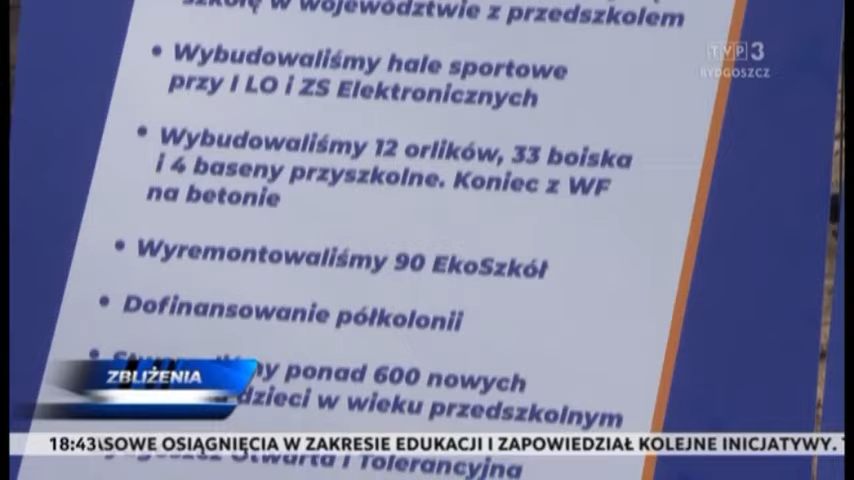 szkołę w województwie z przedszkolem
• Wybudowaliśmy hale sportowe
przy I LO i ZS Elektronicznych
• Wybudowaliśmy 12 orlików, 33 boiska
i 4 baseny przyszkolne. Koniec z WF
na betonie
• Wyremontowaliśmy 90 EkoSzkół
• Dofinansowanie półkolonii
ponad 600 nowych
dzieci w wieku przedszkolnym
Otwarta i Tolerancyjna
TVP3
BYDGOSZCZ
ZBLIŻENIA
18:43 SOWE OSIĄGNIĘCIA W ZAKRESIE EDUKACJI I ZAPOWIEDZIAŁ KOLEJNE INICJATYWY.